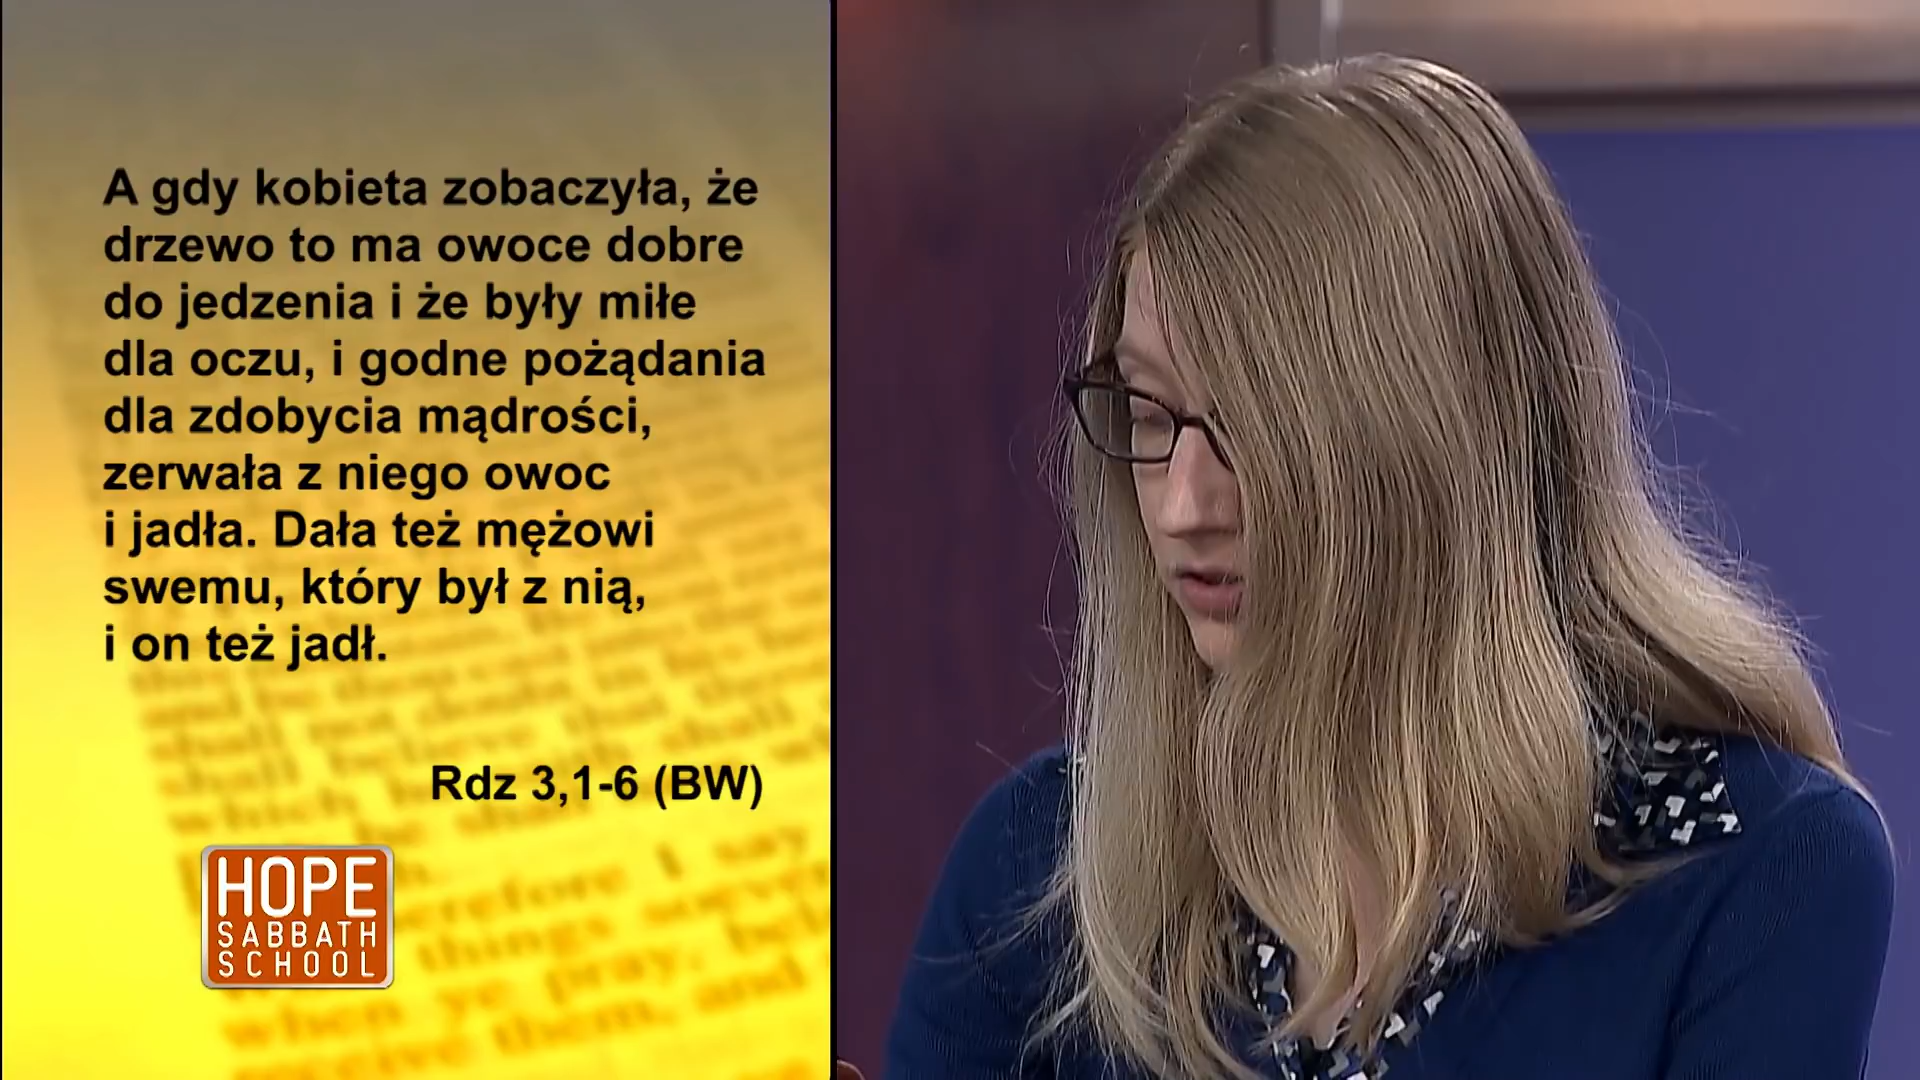 A gdy kobieta zobaczyła, że
drzewo to ma owoce dobre
do jedzenia i że były miłe
dla oczu, i godne pożądania
dla zdobycia mądrości,
zerwała z niego owoc
i jadła. Dała też mężowi
swemu, który był z nią,
i on też jadł.
Rdz 3,1-6 (BW)
HOPE
SABBATH
SCHOOL